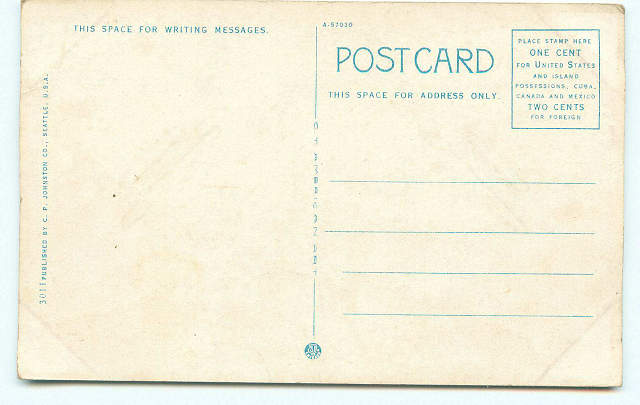 THIS SPACE FOR WRITING MESSAGES.
A-57030
POSTCARD
THIS SPACE FOR ADDRESS ONLY.
PLACE STAMP HERE
ONE CENT
FOR UNITED STATES
AND ISLAND
POSSESSIONS, CUBA,
CANADA AND MEXICO
TWO CENTS
FOR FOREIGN
3011 PUBLISHED BY C. P. JOHNSTON CO., SEATTLE, U.S.A.